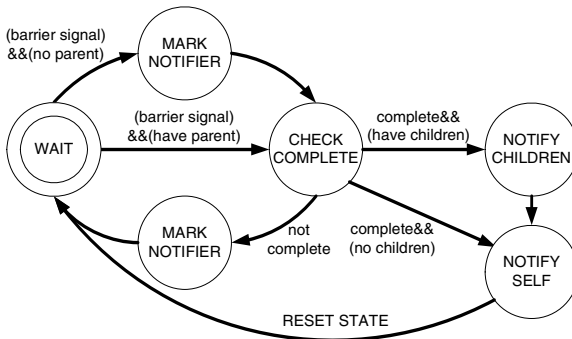 (barrier signal)
&&(no parent)
MARK
NOTIFIER
(barrier signal)
&&(have parent)
WAIT
CHECK
COMPLETE
complete&&
(have children)
NOTIFY
CHILDREN
MARK
NOTIFIER
not
complete
complete&&
(no children)
NOTIFY
SELF
RESET STATE